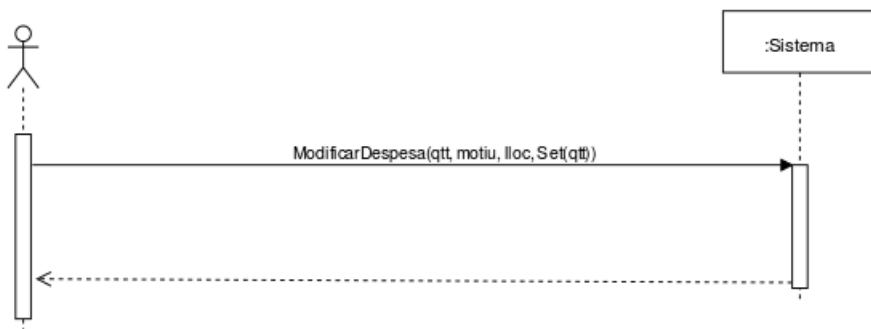 :Sistema
ModificarDespesa(qtt, motiu, lloc, Set(qtt))